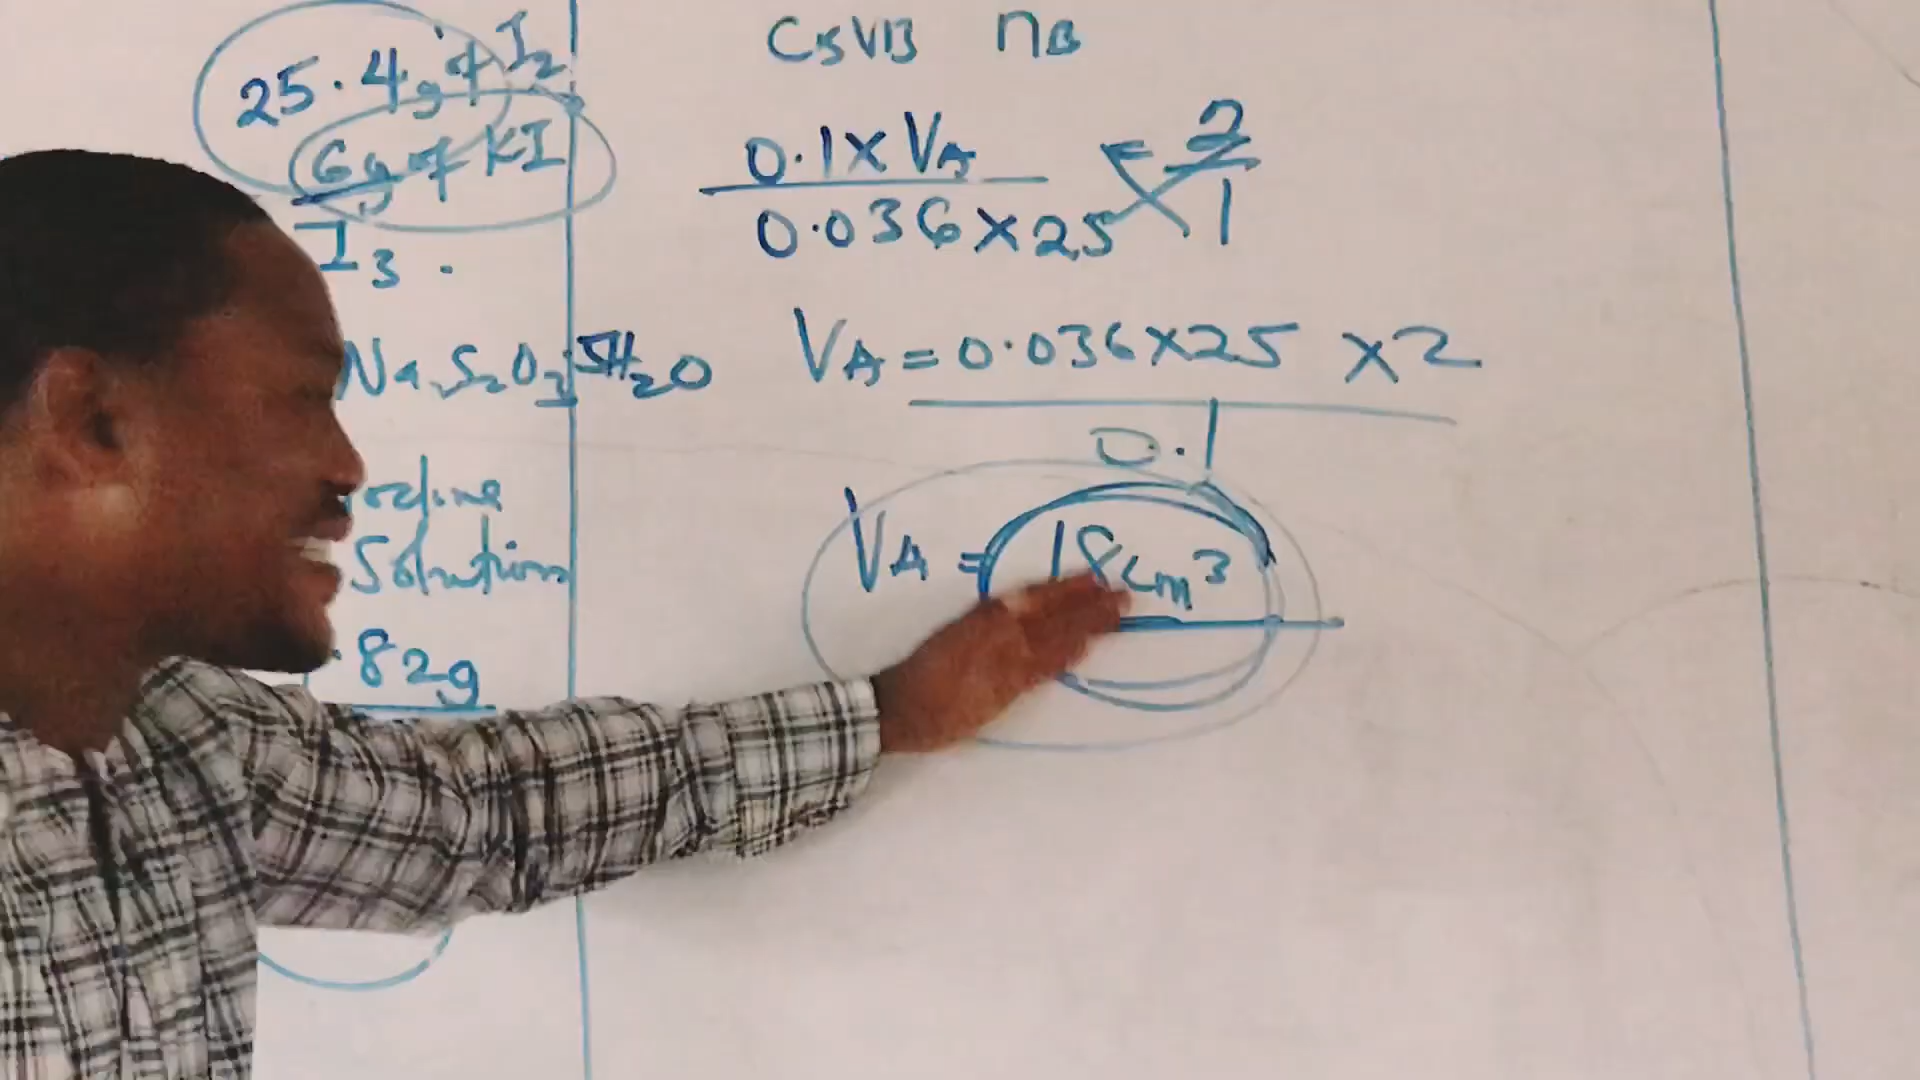 25.4g of I2
6g of KI
I3.
Na2S2O3 5H2O
Solution
82g
CBVB nB
0.1 x VA = 2
0.036 x 25 1
VA = 0.036 x 25 x 2
0.1
VA = 18cm³